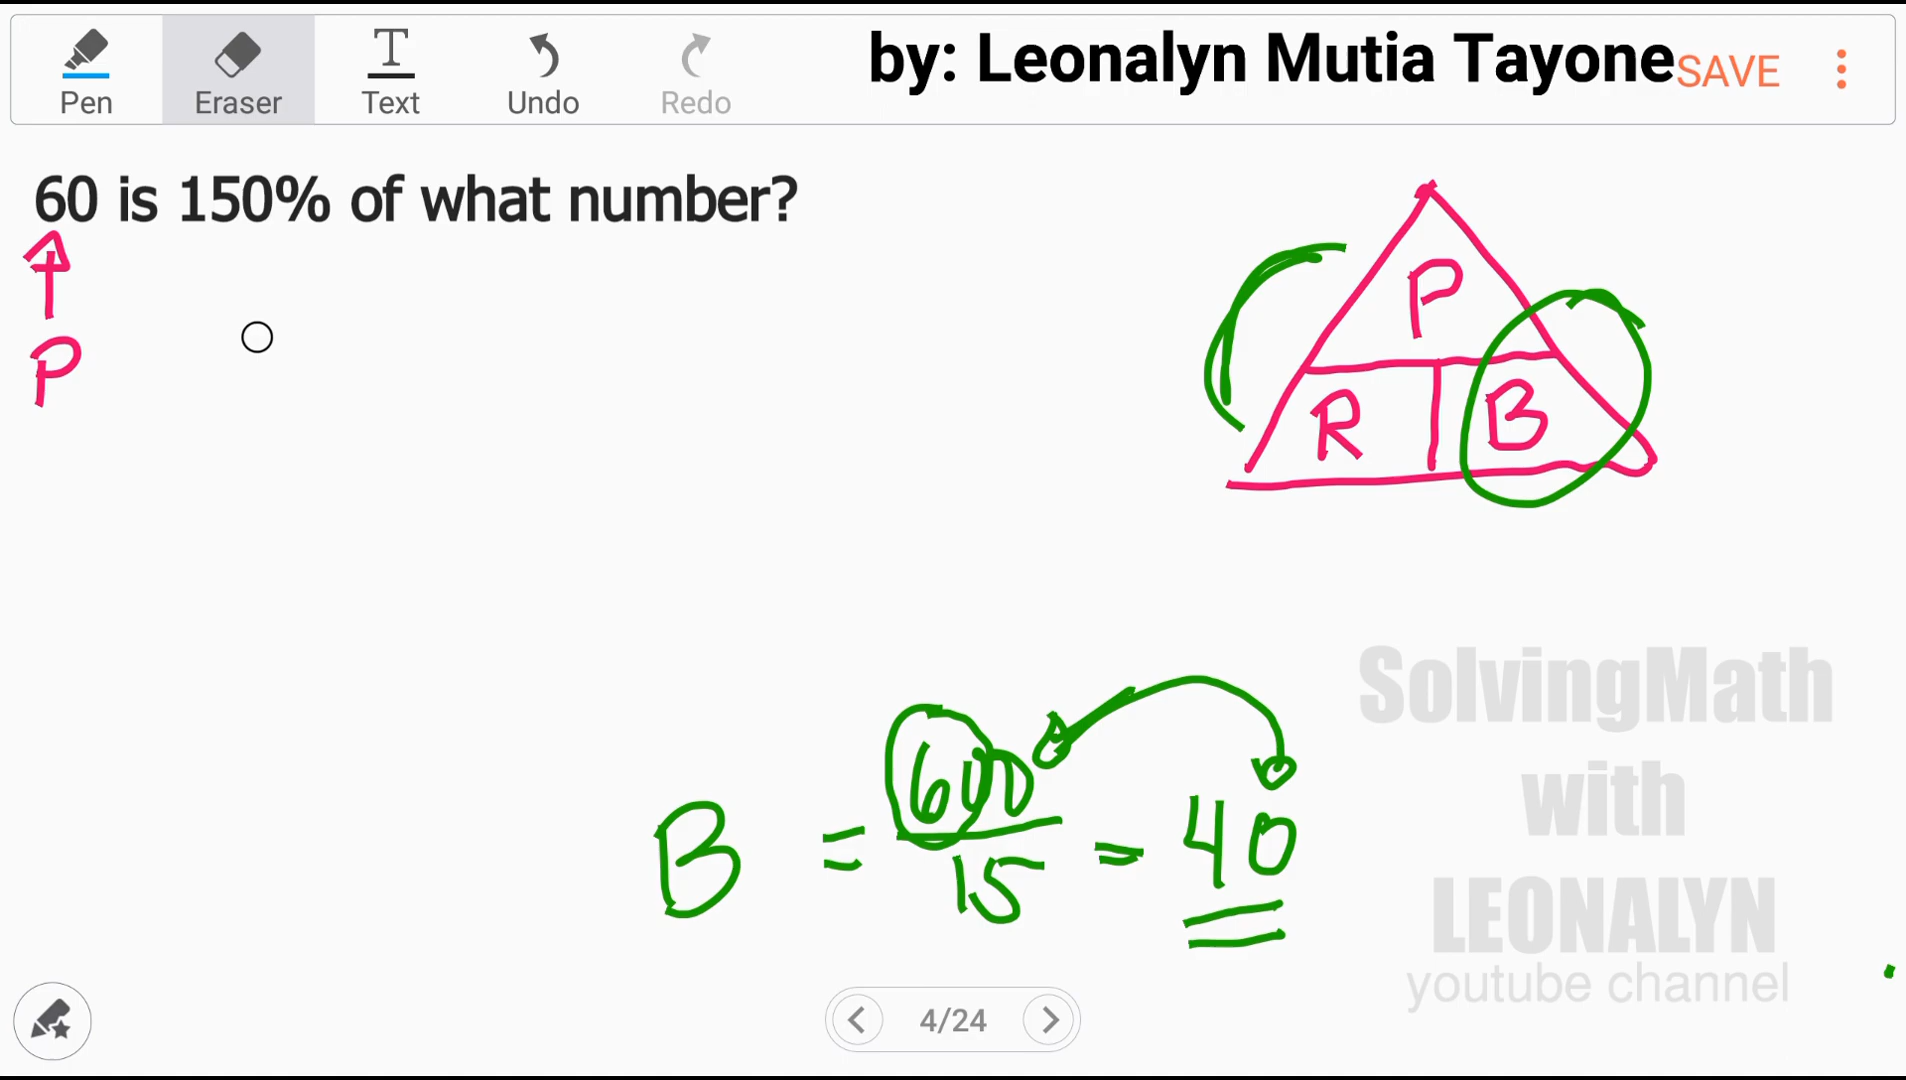 by: Leonalyn Mutia Tayone
SAVE
Pen
Eraser
Text
Undo
Redo
60 is 150% of what number?
P
P
R
B
B = 600/15 = 40
SolvingMath
with
LEONALYN
youtube channel
4/24